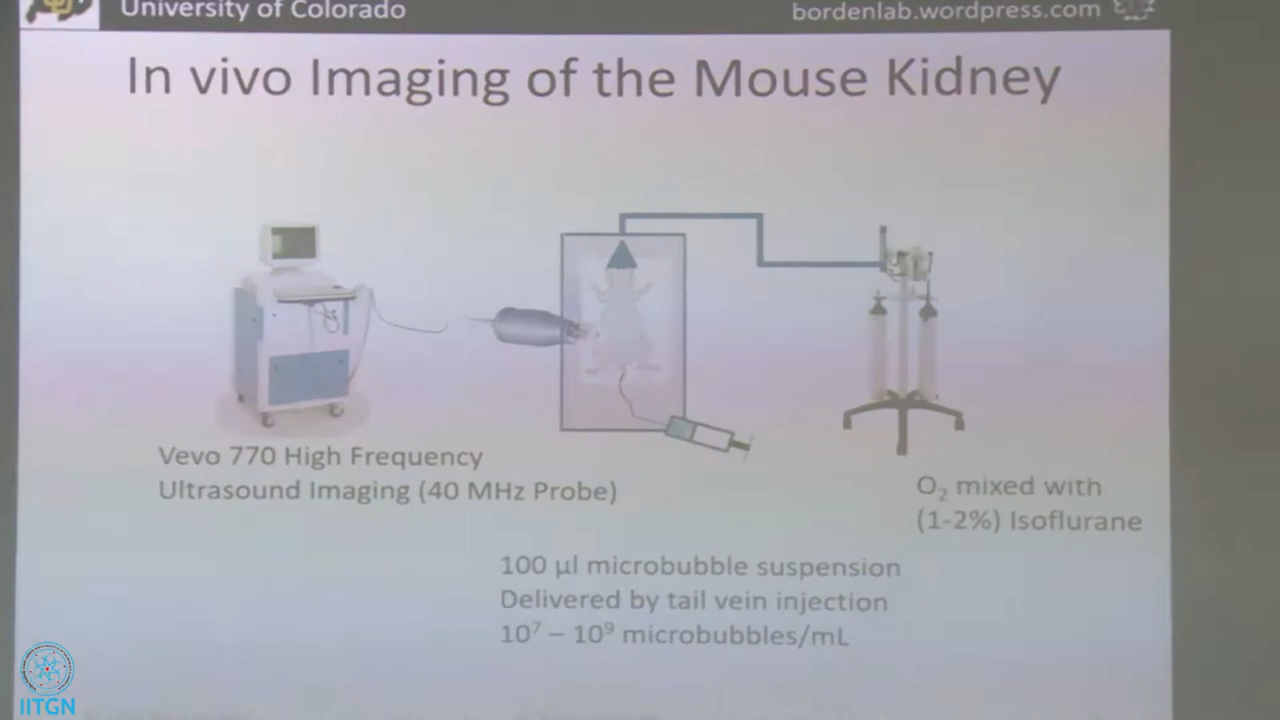 University of Colorado
bordenlab.wordpress.com
In vivo Imaging of the Mouse Kidney
Vevo 770 High Frequency
Ultrasound Imaging (40 MHz Probe)
O₂ mixed with
(1-2%) Isoflurane
100 µl microbubble suspension
Delivered by tail vein injection
10⁷ – 10⁹ microbubbles/mL
IITGN